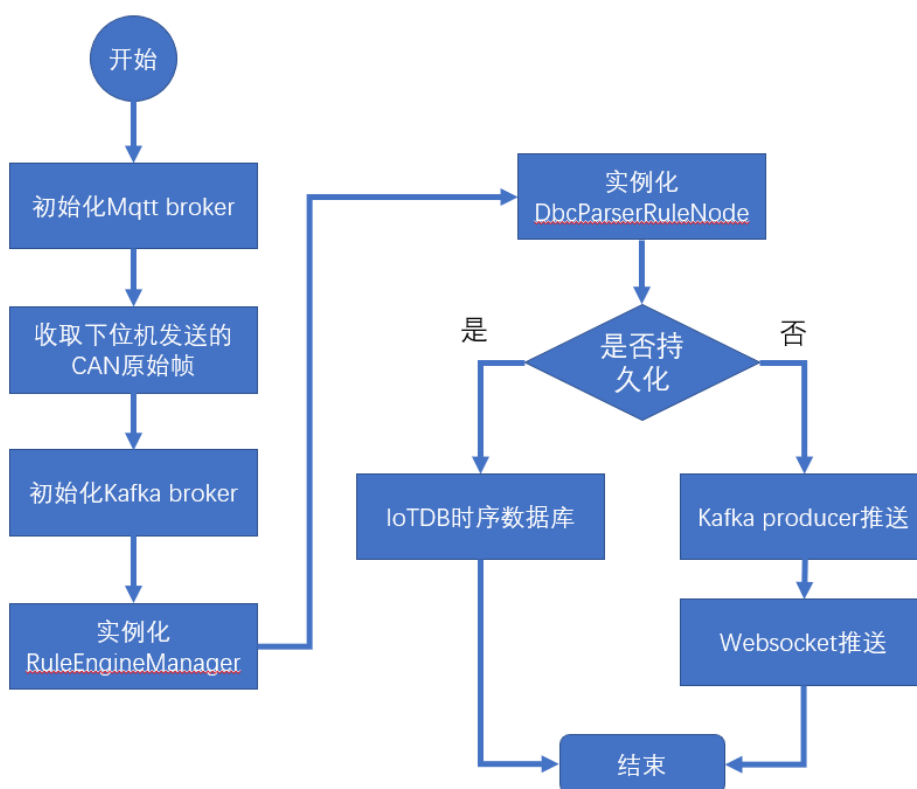 开始
初始化Mqtt broker
收取下位机发送的
CAN原始帧
初始化Kafka broker
实例化
RuleEngineManager
实例化
DbcParserRuleNode
是否持
久化
是
否
IoTDB时序数据库
Kafka producer推送
Websocket推送
结束